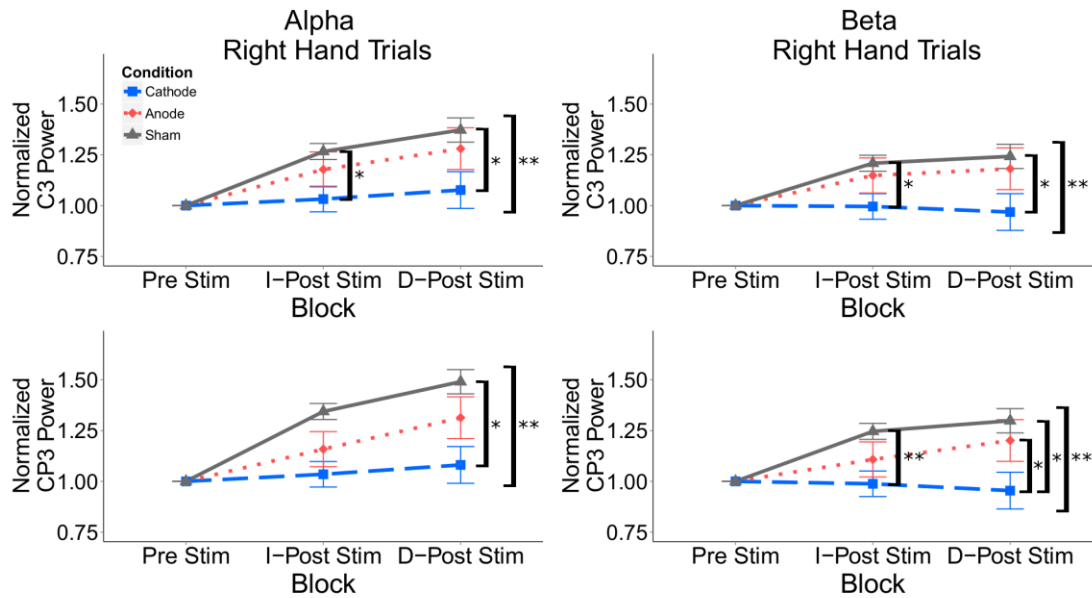 Alpha
Right Hand Trials
Condition
Cathode
Anode
Sham
Normalized
C3 Power
1.50
1.25
1.00
0.75
*
*
**
Pre Stim I-Post Stim D-Post Stim
Block
Beta
Right Hand Trials
Normalized
C3 Power
1.50
1.25
1.00
0.75
*
*
**
Pre Stim I-Post Stim D-Post Stim
Block
Normalized
CP3 Power
1.50
1.25
1.00
0.75
*
**
Pre Stim I-Post Stim D-Post Stim
Block
Normalized
CP3 Power
1.50
1.25
1.00
0.75
**
*
*
**
Pre Stim I-Post Stim D-Post Stim
Block